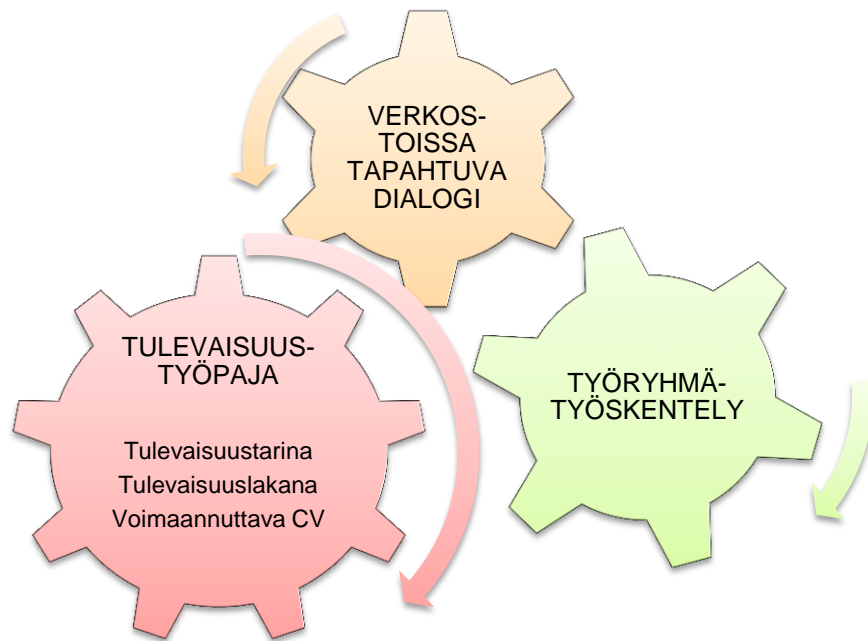 VERKOS-
TOISSA
TAPAHTUVA
DIALOGI
TULEVAISUUS-
TYÖPAJA
Tulevaisuustarina
Tulevaisuuslakana
Voimaannuttava CV
TYÖRYHMÄ-
TYÖSKENTELY